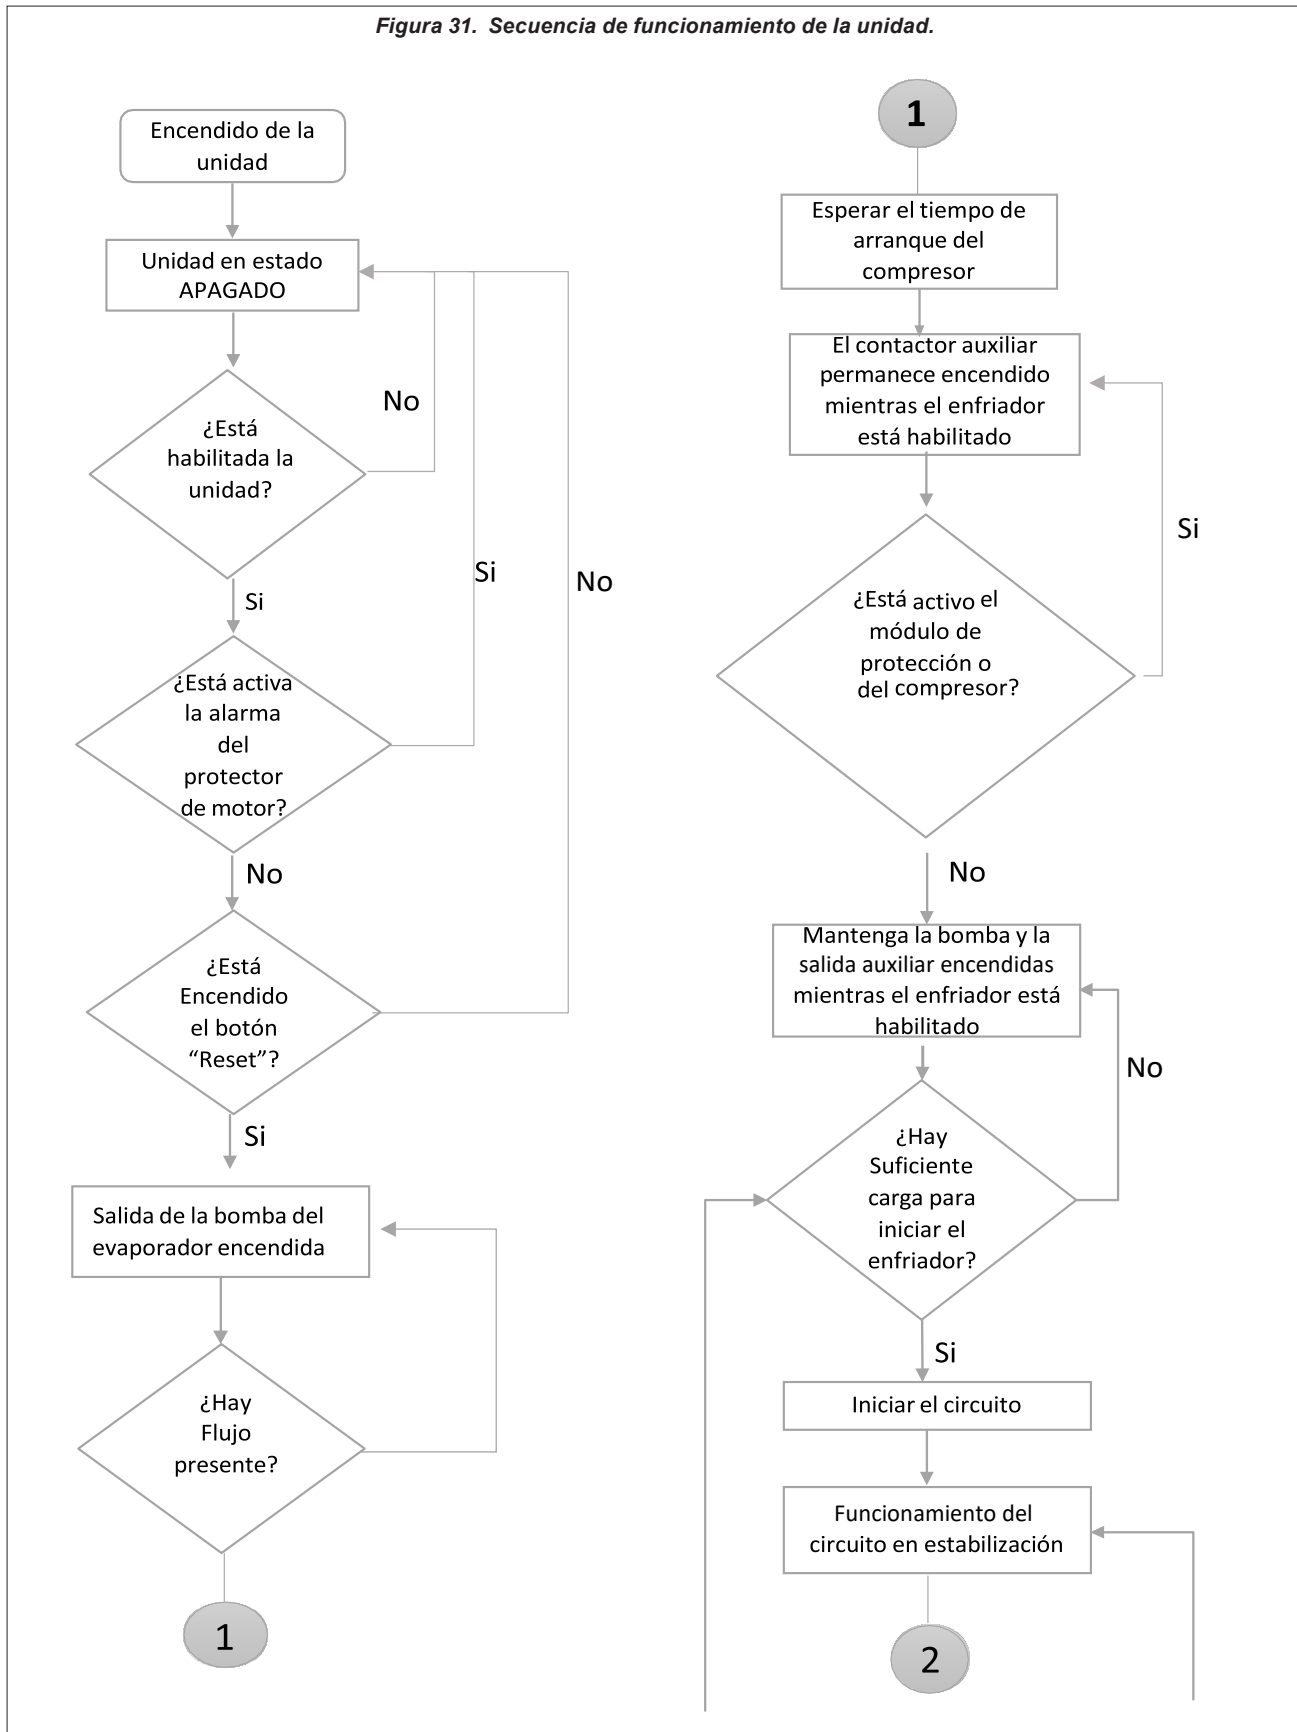 Figura 31. Secuencia de funcionamiento de la unidad.
Encendido de la
unidad
Unidad en estado
APAGADO
No
¿Está
habilitada la
unidad?
Si
No
Si
¿Está activa
la alarma
del
protector
de motor?
No
¿Está
Encendido
el botón
“Reset”?
Si
Salida de la bomba del
evaporador encendida
¿Hay
Flujo
presente?
1
1
Esperar el tiempo de
arranque del
compresor
El contactor auxiliar
permanece encendido
mientras el enfriador
está habilitado
Si
¿Está activo el
módulo de
protección o
del compresor?
No
Mantenga la bomba y la
salida auxiliar encendidas
mientras el enfriador está
habilitado
No
¿Hay
Suficiente
carga para
iniciar el
enfriador?
Si
Iniciar el circuito
Funcionamiento del
circuito en estabilización
2